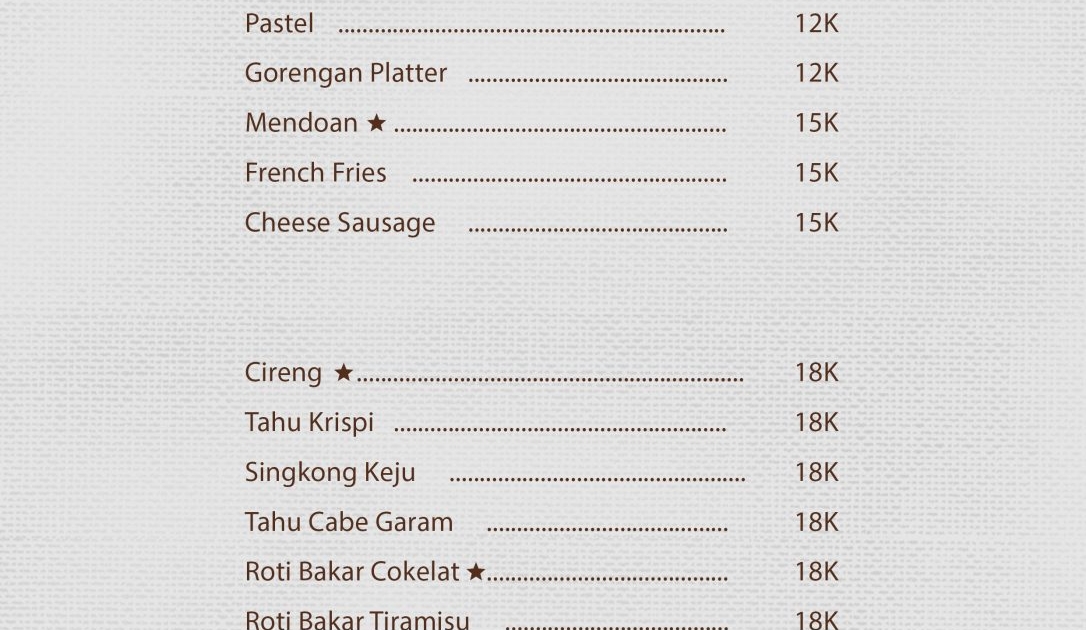 Pastel ................................................................. 12K
Gorengan Platter ........................................... 12K
Mendoan ★ ....................................................... 15K
French Fries .................................................... 15K
Cheese Sausage ........................................... 15K
Cireng ★ ................................................................. 18K
Tahu Krispi ....................................................... 18K
Singkong Keju ................................................. 18K
Tahu Cabe Garam ........................................ 18K
Roti Bakar Cokelat ★ ........................................ 18K
Roti Bakar Tiramisu ..................................... 18K